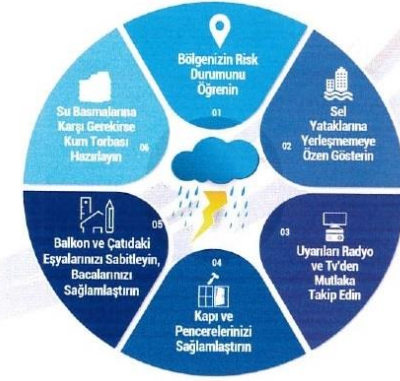 Bölgenizin Risk
Durumunu
Öğrenin
01
Sel
Yataklarına
Yerleşmemeye
Özen Gösterin
02
03
Uyarıları Radyo
ve Tv'den
Mutlaka
Takip Edin
04
Kapı ve
Pencerelerinizi
Sağlamlaştırın
05
Balkon ve Çatıdaki
Eşyalarınızı Sabitleyin,
Bacalarınızı
Sağlamlaştırın
Su Basmalarına
Karşı Gerekirse
Kum Torbası
Hazırlayın
06